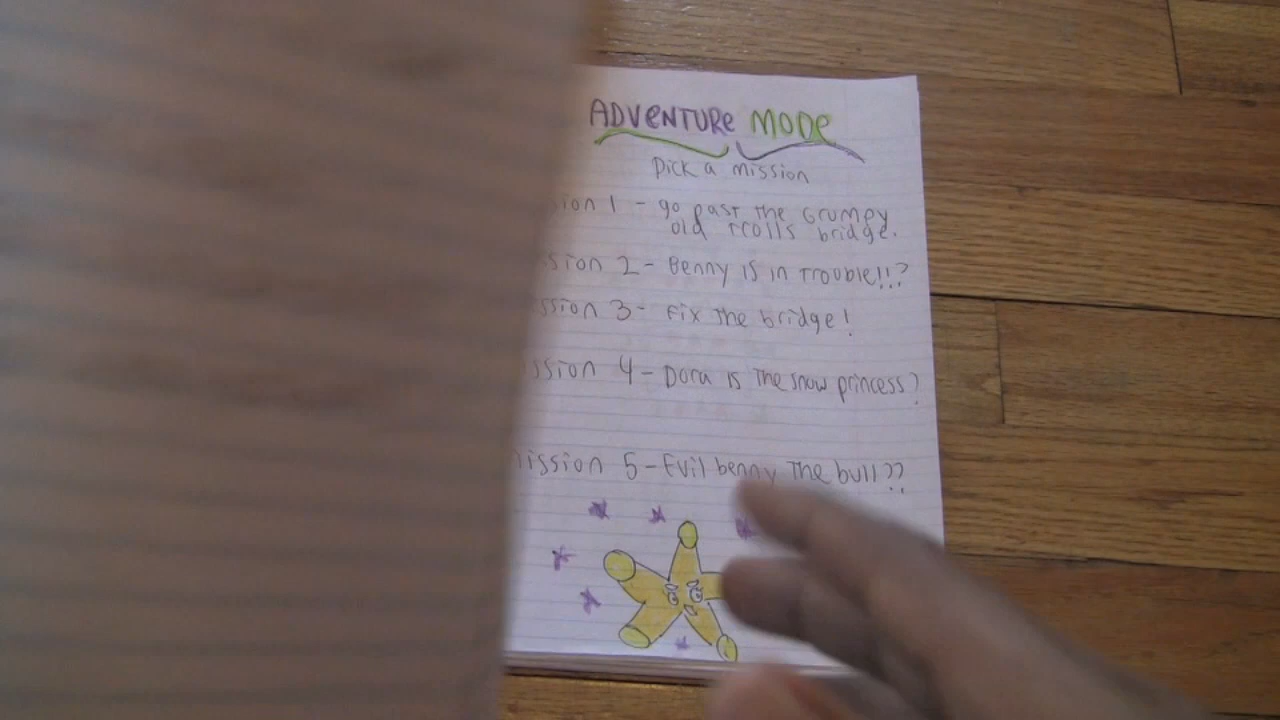 ADVENTURE MODE
Pick a mission
sion 1 - go past the Grumpy
old trolls bridge.
sion 2 - Benny is in trouble!!?
ssion 3 - Fix the bridge!
ssion 4 - Dora is the snow princess?
ission 5 - Evil benny the bull??